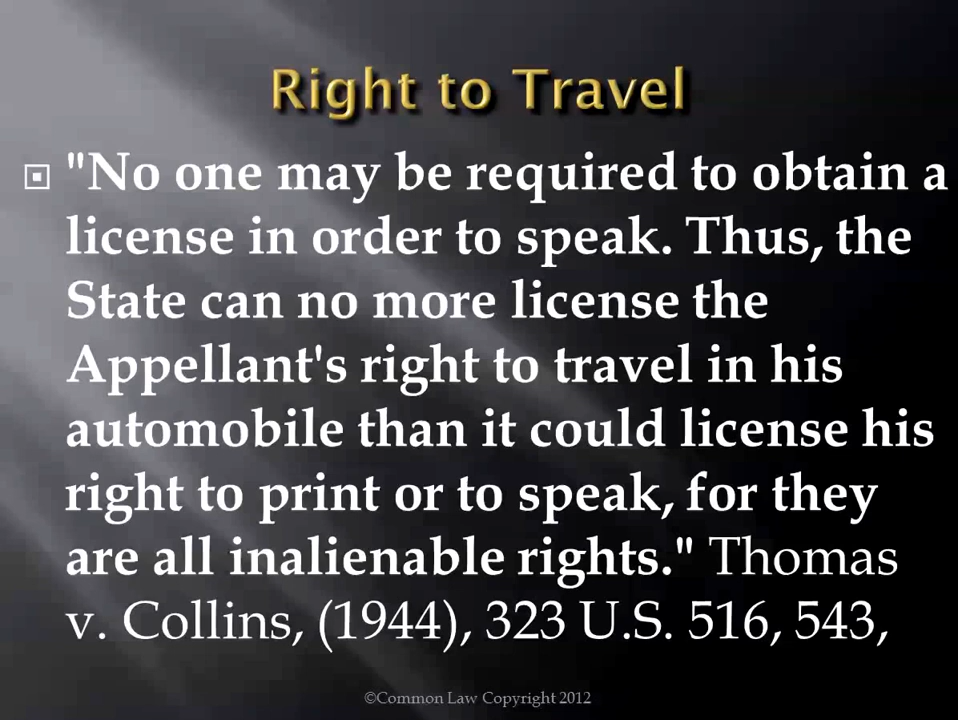 Right to Travel
"No one may be required to obtain a
license in order to speak. Thus, the
State can no more license the
Appellant's right to travel in his
automobile than it could license his
right to print or to speak, for they
are all inalienable rights." Thomas
v. Collins, (1944), 323 U.S. 516, 543,
©Common Law Copyright 2012